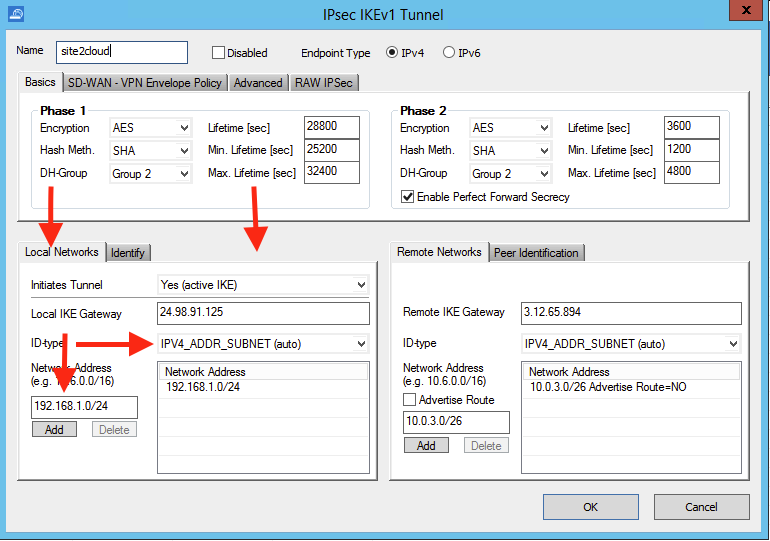 IPsec IKEv1 Tunnel
x
Name site2cloud Disabled Endpoint Type IPv4 IPv6
Basics SD-WAN - VPN Envelope Policy Advanced RAW IPSec
Phase 1
Encryption AES Lifetime [sec] 28800
Hash Meth. SHA Min. Lifetime [sec] 25200
DH-Group Group 2 Max. Lifetime [sec] 32400
Phase 2
Encryption AES Lifetime [sec] 3600
Hash Meth. SHA Min. Lifetime [sec] 1200
DH-Group Group 2 Max. Lifetime [sec] 4800
Enable Perfect Forward Secrecy
Local Networks Identify
Initiates Tunnel Yes (active IKE)
Local IKE Gateway 24.98.91.125
ID-type IPV4_ADDR_SUBNET (auto)
Network Address
(e.g. 10.6.0.0/16)
192.168.1.0/24
Add Delete
Network Address
192.168.1.0/24
Remote Networks Peer Identification
Remote IKE Gateway 3.12.65.894
ID-type IPV4_ADDR_SUBNET (auto)
Network Address
(e.g. 10.6.0.0/16)
Advertise Route
10.0.3.0/26
Add Delete
Network Address
10.0.3.0/26 Advertise Route=NO
OK Cancel